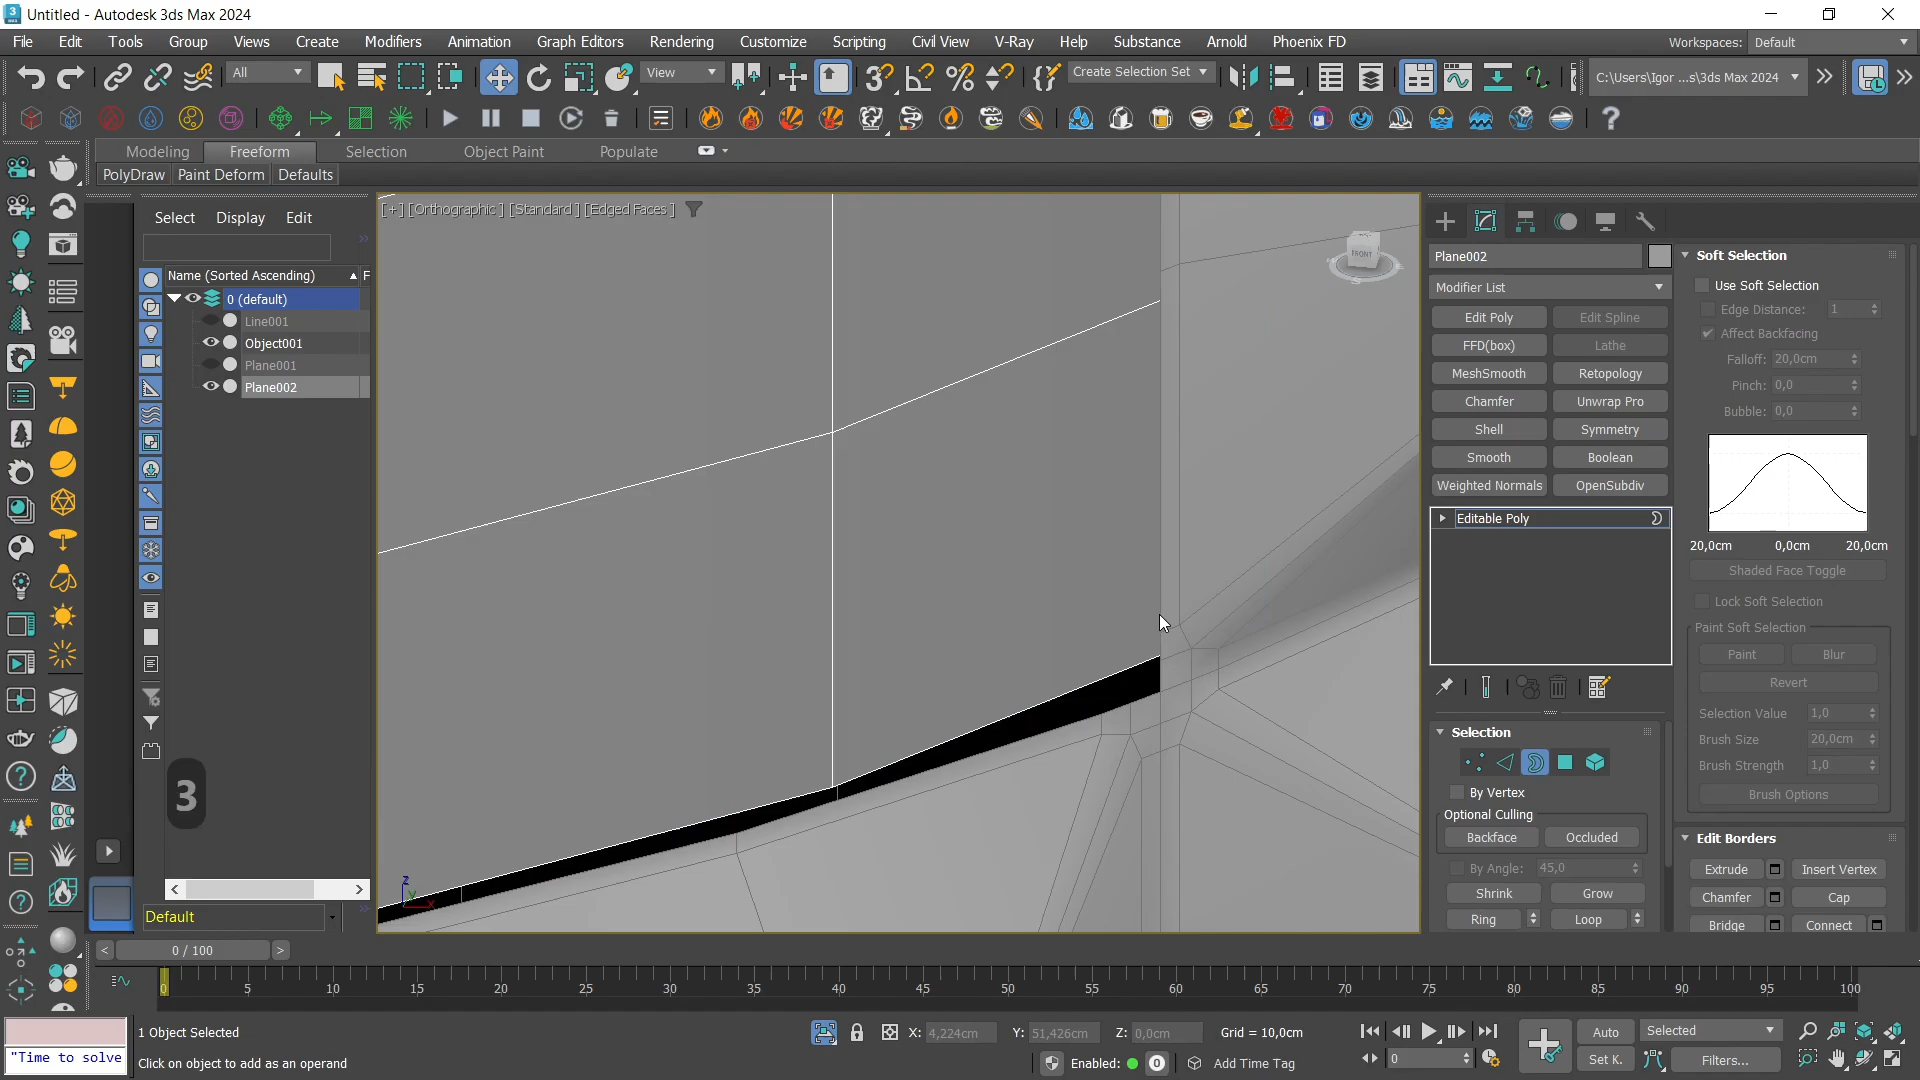 Untitled - Autodesk 3ds Max 2024
File Edit Tools Group Views Create Modifiers Animation Graph Editors Rendering Customize Scripting Civil View V-Ray Help Substance Arnold Phoenix FD
Workspaces: Default
All
View
Create Selection Set
C:\Users\Igor ...s\3ds Max 2024
Modeling Freeform Selection Object Paint Populate
PolyDraw Paint Deform Defaults
Select Display Edit
Name (Sorted Ascending) F
0 (default)
Line001
Object001
Plane001
Plane002
Default
[+] [Orthographic ] [Standard ] [Edged Faces ]
FRONT
z
y
x
3
Plane002
Modifier List
Edit Poly Edit Spline
FFD(box) Lathe
MeshSmooth Retopology
Chamfer Unwrap Pro
Shell Symmetry
Smooth Boolean
Weighted Normals OpenSubdiv
Editable Poly
Selection
By Vertex
Optional Culling
Backface Occluded
By Angle: 45,0
Shrink Grow
Ring Loop
Soft Selection
Use Soft Selection
Edge Distance: 1
Affect Backfacing
Falloff: 20,0cm
Pinch: 0,0
Bubble: 0,0
20,0cm 0,0cm 20,0cm
Shaded Face Toggle
Lock Soft Selection
Paint Soft Selection
Paint Blur
Revert
Selection Value 1,0
Brush Size 20,0cm
Brush Strength 1,0
Brush Options
Edit Borders
Extrude Insert Vertex
Chamfer Cap
Bridge Connect
< 0 / 100 >
0 5 10 15 20 25 30 35 40 45 50 55 60 65 70 75 80 85 90 95 100
"Time to solve
1 Object Selected
Click on object to add as an operand
X: 4,224cm Y: 51,426cm Z: 0,0cm Grid = 10,0cm
Enabled: 0 Add Time Tag
0
Auto Selected
Set K. Filters...